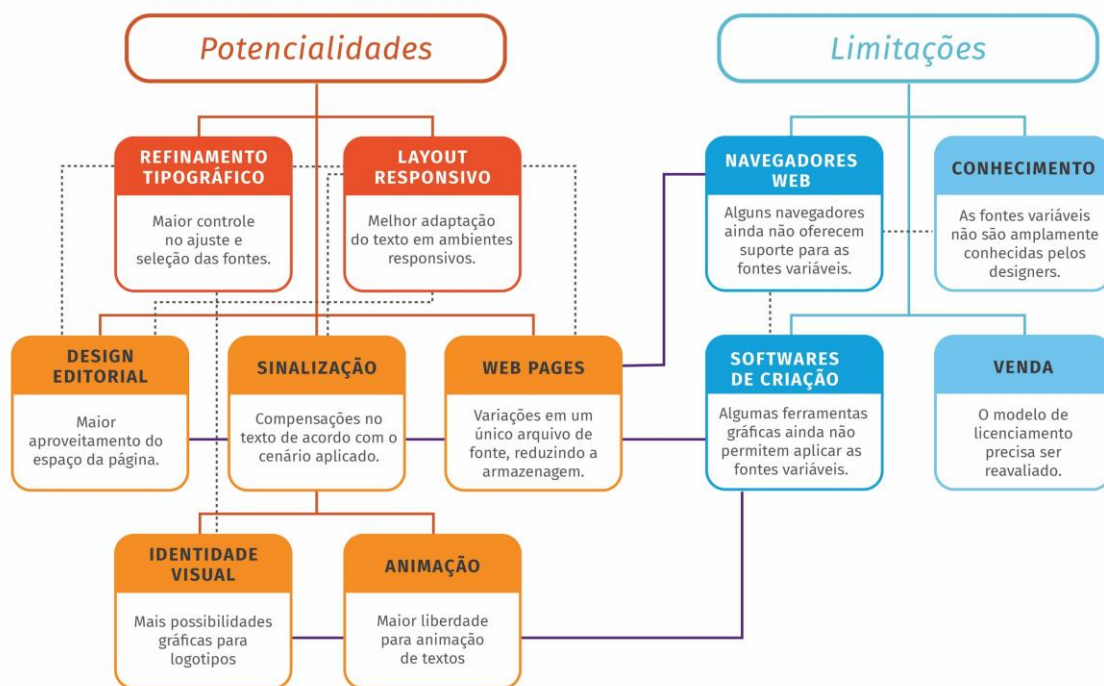 Potencialidades
Limitações
REFINAMENTO
TIPOGRÁFICO
Maior controle
no ajuste e
seleção das fontes.
LAYOUT
RESPONSIVO
Melhor adaptação
do texto em ambientes
responsivos.
NAVEGADORES
WEB
Alguns navegadores
ainda não oferecem
suporte para as
fontes variáveis.
CONHECIMENTO
As fontes variáveis
não são amplamente
conhecidas pelos
designers.
DESIGN
EDITORIAL
Maior
aproveitamento do
espaço da página.
SINALIZAÇÃO
Compensações no
texto de acordo com o
cenário aplicado.
WEB PAGES
Variações em um
único arquivo de
fonte, reduzindo a
armazenagem.
SOFTWARES
DE CRIAÇÃO
Algumas ferramentas
gráficas ainda não
permitem aplicar as
fontes variáveis.
VENDA
O modelo de
licenciamento
precisa ser
reavaliado.
IDENTIDADE
VISUAL
Mais possibilidades
gráficas para
logotipos
ANIMAÇÃO
Maior liberdade
para animação
de textos